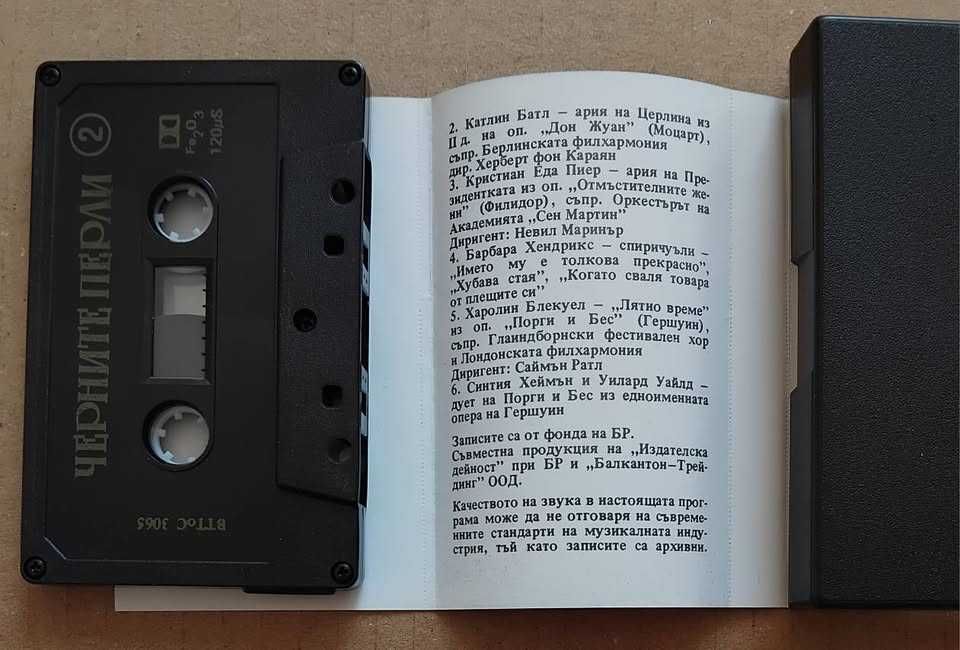 ЧЕРНИТЕ ПЕРЛИ 2
Fe2O3
120µS
BTToC 3065
2. Катлин Батл – ария на Церлина из
II д. на оп. „Дон Жуан” (Моцарт),
съпр. Берлинската филхармония
дир. Херберт фон Караян
3. Кристиан Еда Пиер – ария на Пре-
зидентката из оп. „Отмъстителните же-
ни” (Филидор), съпр. Оркестърът на
Академията „Сен Мартин”
Диригент: Невил Маринър
4. Барбара Хендрикс – спиричуъли –
„Името му е толкова прекрасно”,
„Хубава стая”, „Когато сваля товара
от плещите си”
5. Харолин Блекуел – „Лятно време”
из оп. „Порги и Бес” (Гершуин),
съпр. Глаиндборнски фестивален хор
и Лондонската филхармония
Диригент: Саймън Ратл
6. Синтия Хеймън и Уилард Уайлд –
дует на Порги и Бес из едноименната
опера на Гершуин
Записите са от фонда на БР.
Съвместна продукция на „Издателска
дейност” при БР и „Балкантон–Трей-
динг” ООД.
Качеството на звука в настоящата прог-
рама може да не отговаря на съвреме-
нните стандарти на музикалната инду-
стрия, тъй като записите са архивни.